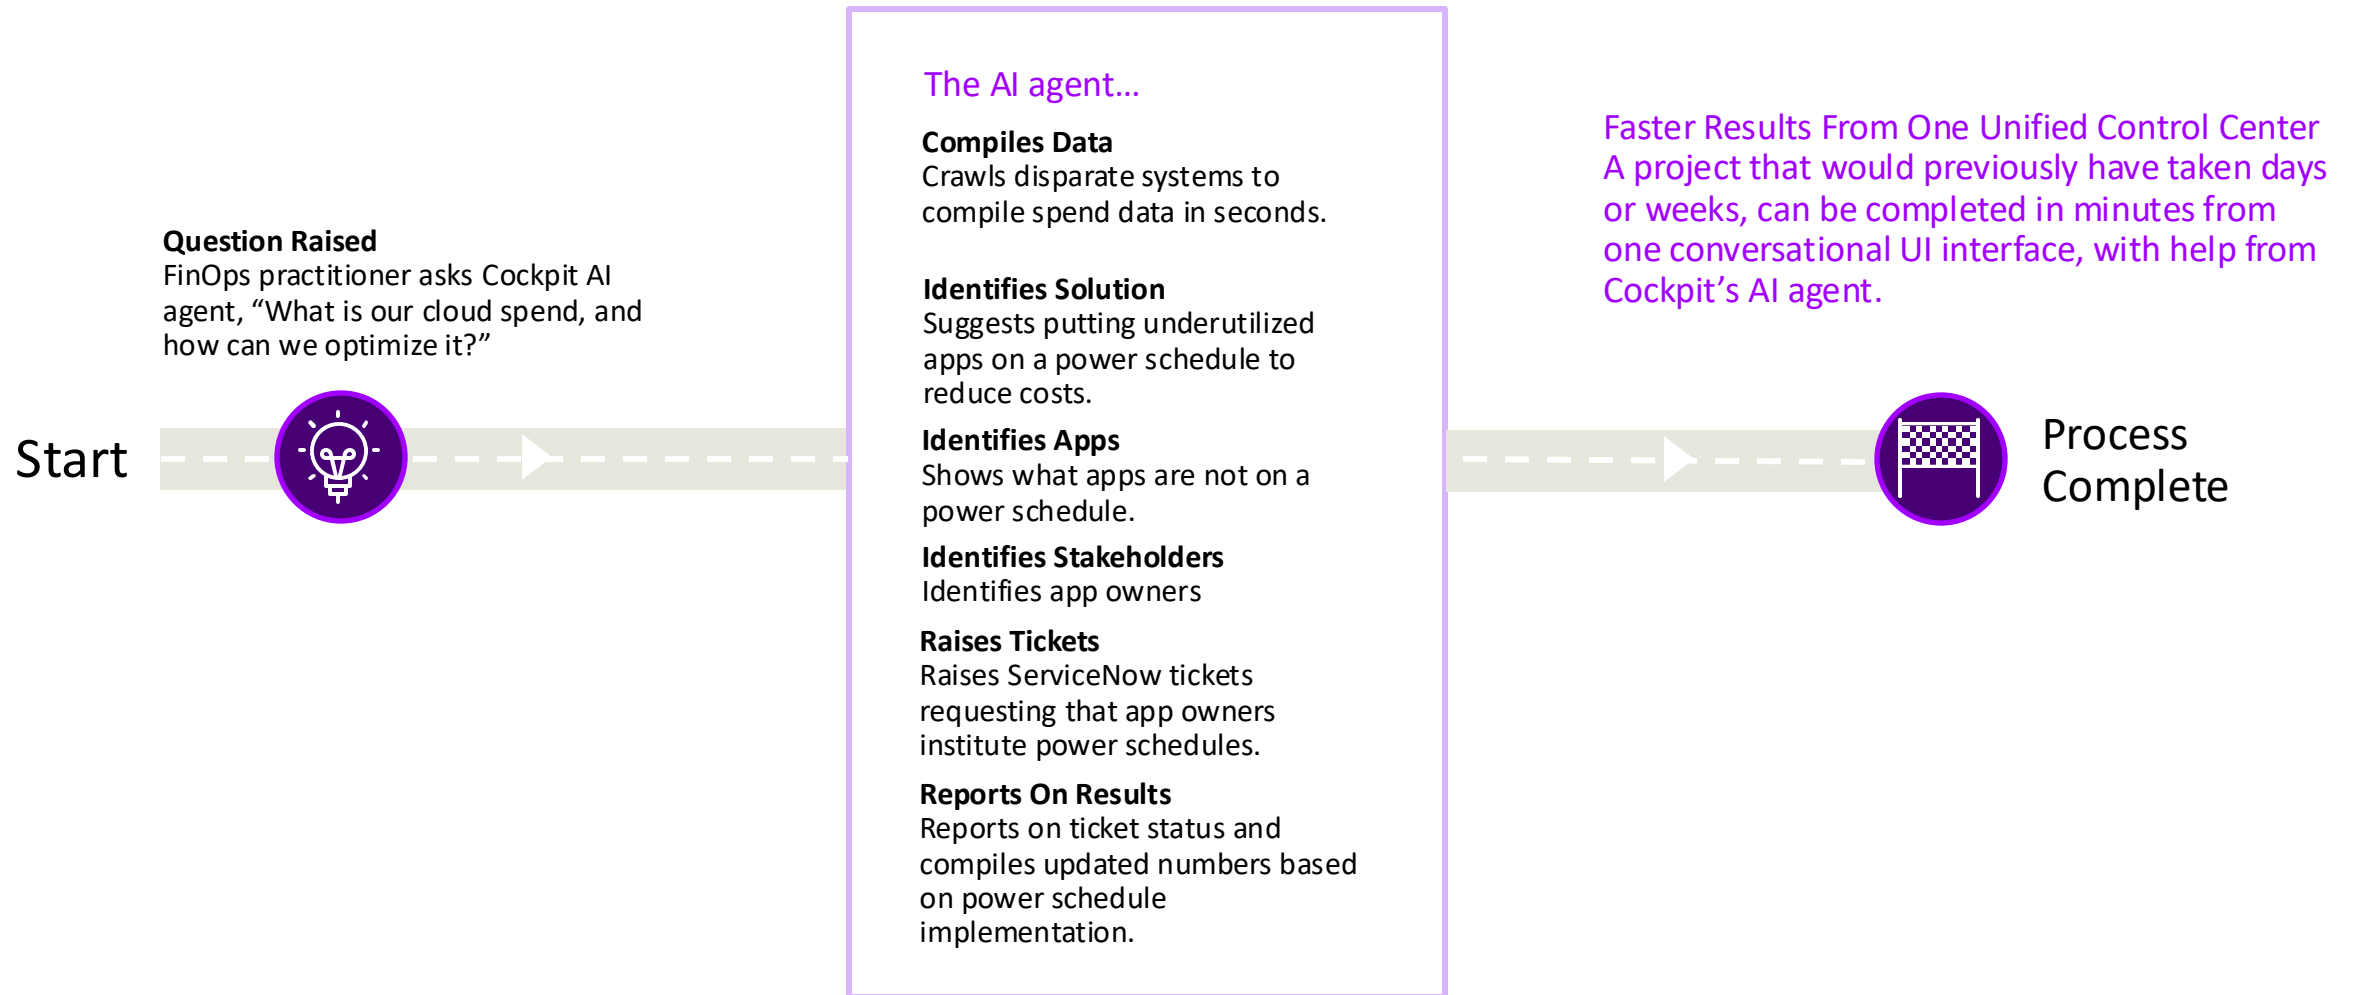 Start
Question Raised
FinOps practitioner asks Cockpit AI
agent, “What is our cloud spend, and
how can we optimize it?”
The AI agent...
Compiles Data
Crawls disparate systems to
compile spend data in seconds.
Identifies Solution
Suggests putting underutilized
apps on a power schedule to
reduce costs.
Identifies Apps
Shows what apps are not on a
power schedule.
Identifies Stakeholders
Identifies app owners
Raises Tickets
Raises ServiceNow tickets
requesting that app owners
institute power schedules.
Reports On Results
Reports on ticket status and
compiles updated numbers based
on power schedule
implementation.
Faster Results From One Unified Control Center
A project that would previously have taken days
or weeks, can be completed in minutes from
one conversational UI interface, with help from
Cockpit’s AI agent.
Process
Complete